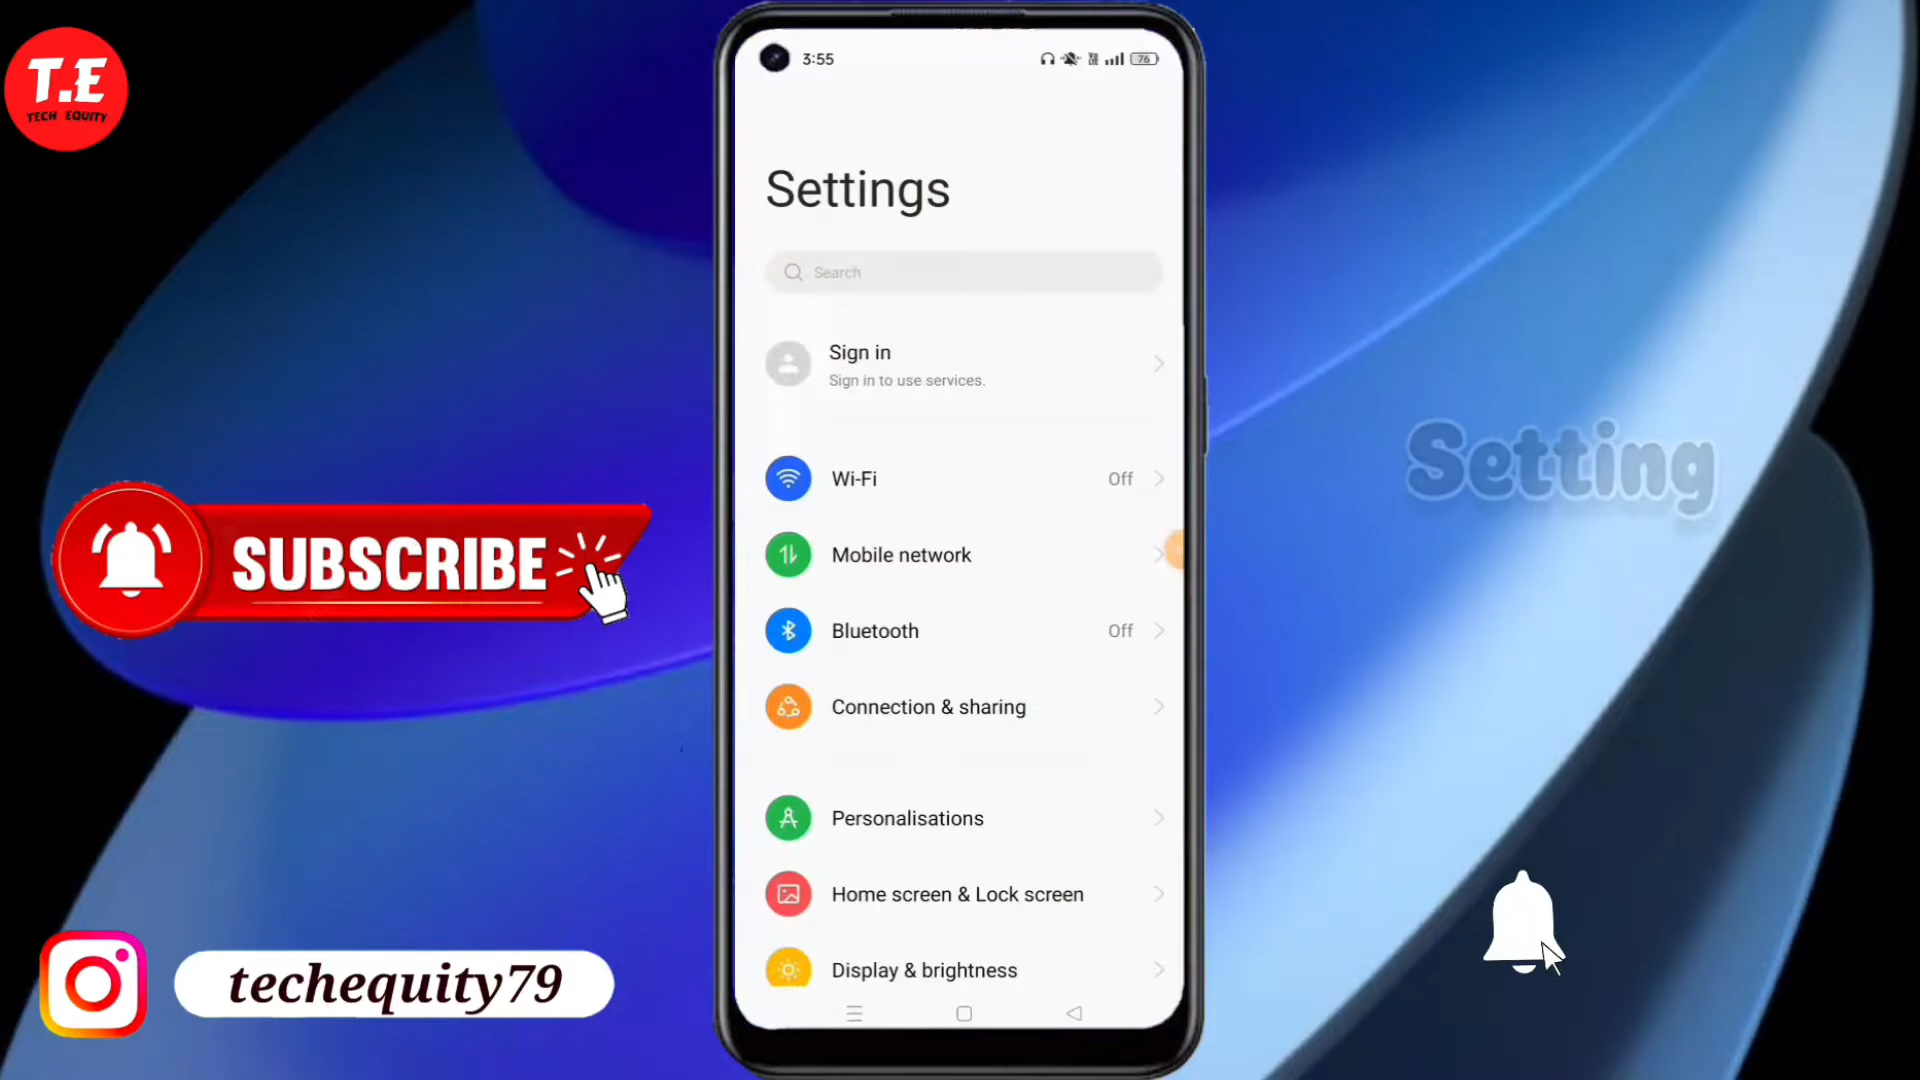 T.E
TECH EQUITY
3:55
76
Settings
Search
Sign in
Sign in to use services.
Wi-Fi Off
Mobile network
Bluetooth Off
Connection & sharing
Personalisations
Home screen & Lock screen
Display & brightness
Setting
SUBSCRIBE
techequity79